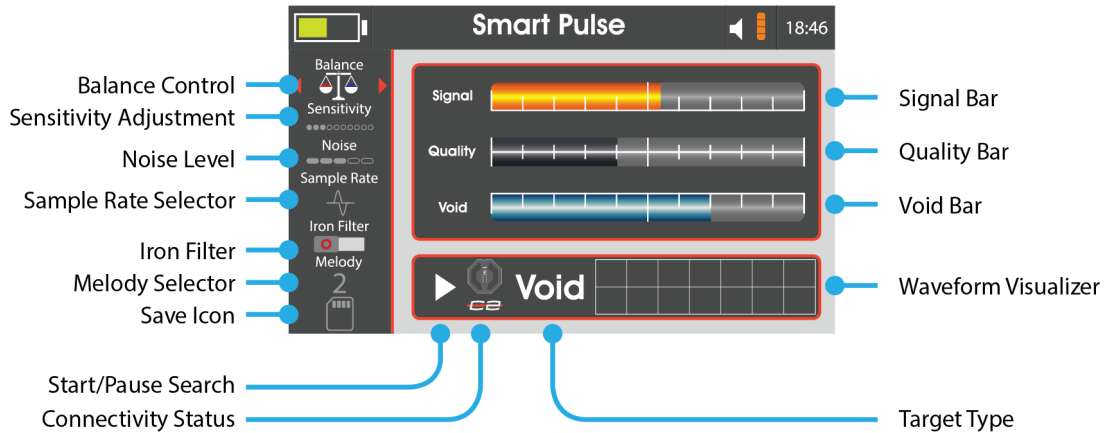 Smart Pulse
18:46
Balance Control
Sensitivity Adjustment
Noise Level
Sample Rate Selector
Iron Filter
Melody Selector
Save Icon
Balance
Sensitivity
Noise
Sample Rate
Iron Filter
Melody
2
Signal
Quality
Void
Signal Bar
Quality Bar
Void Bar
C2
Void
Waveform Visualizer
Start/Pause Search
Connectivity Status
Target Type